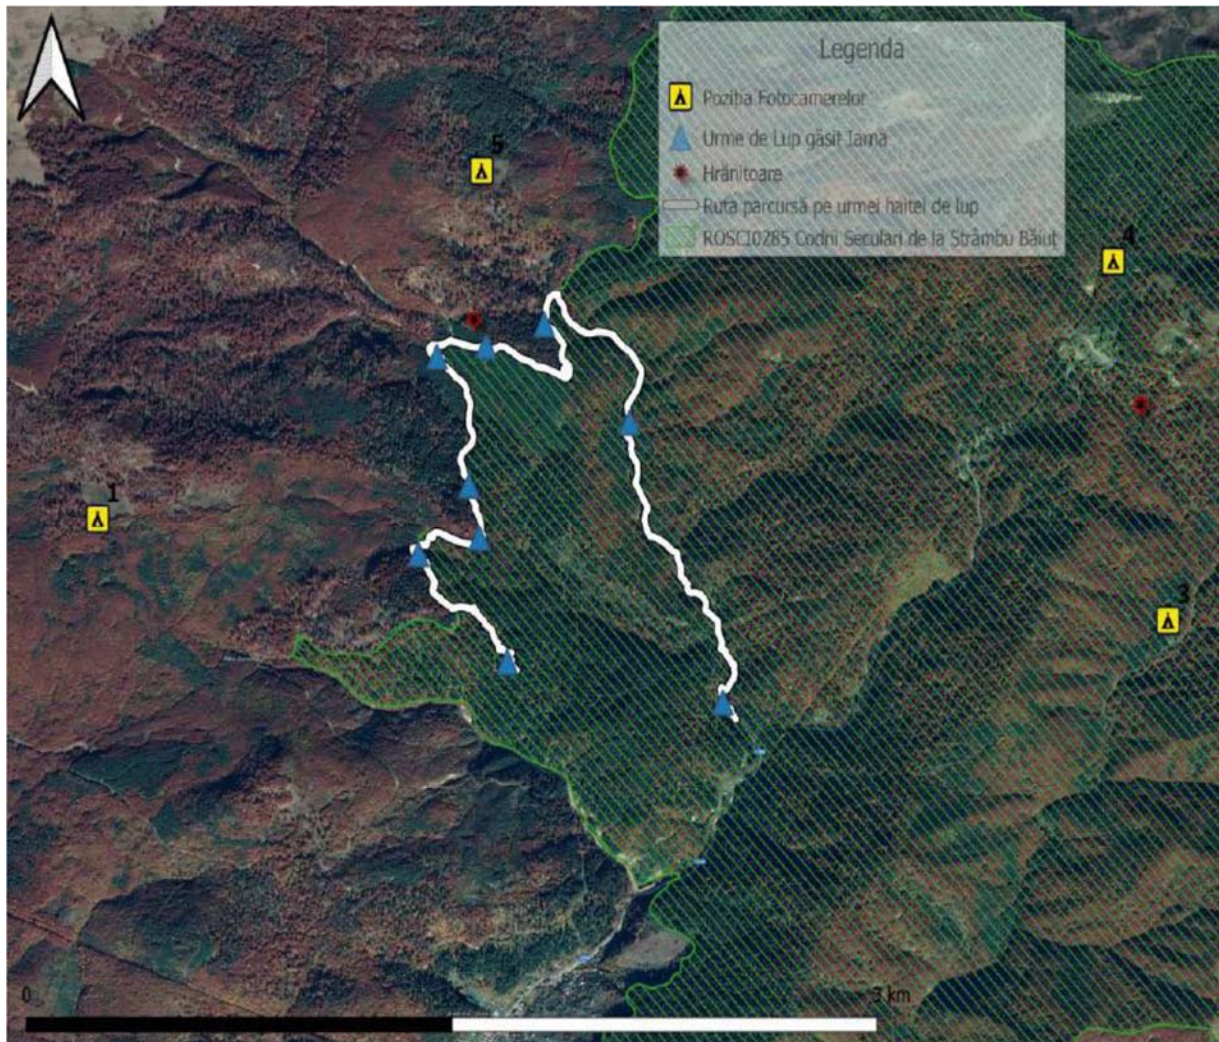 Legenda
Poziția Fotocamerelor
Urme de Lup găsit Iarna
Hrănitoare
Ruta parcursă pe urmei haitei de lup
ROSCI0285 Codrii Seculari de la Strâmbu Băiuț
5
4
1
3
0
3 km